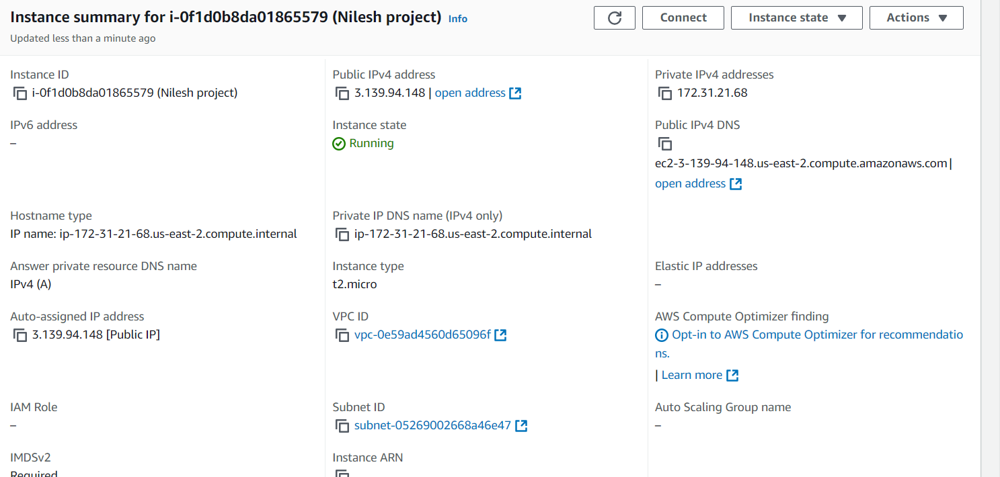 Instance summary for i-0f1d0b8da01865579 (Nilesh project) Info
Updated less than a minute ago
Connect
Instance state
Actions
Instance ID
i-0f1d0b8da01865579 (Nilesh project)
Public IPv4 address
3.139.94.148 | open address
Private IPv4 addresses
172.31.21.68
IPv6 address
–
Instance state
Running
Public IPv4 DNS
ec2-3-139-94-148.us-east-2.compute.amazonaws.com |
open address
Hostname type
IP name: ip-172-31-21-68.us-east-2.compute.internal
Private IP DNS name (IPv4 only)
ip-172-31-21-68.us-east-2.compute.internal
Answer private resource DNS name
IPv4 (A)
Instance type
t2.micro
Elastic IP addresses
–
Auto-assigned IP address
3.139.94.148 [Public IP]
VPC ID
vpc-0e59ad4560d65096f
AWS Compute Optimizer finding
Opt-in to AWS Compute Optimizer for recommendatio
ns.
| Learn more
IAM Role
–
Subnet ID
subnet-05269002668a46e47
Auto Scaling Group name
–
IMDSv2
Required
Instance ARN